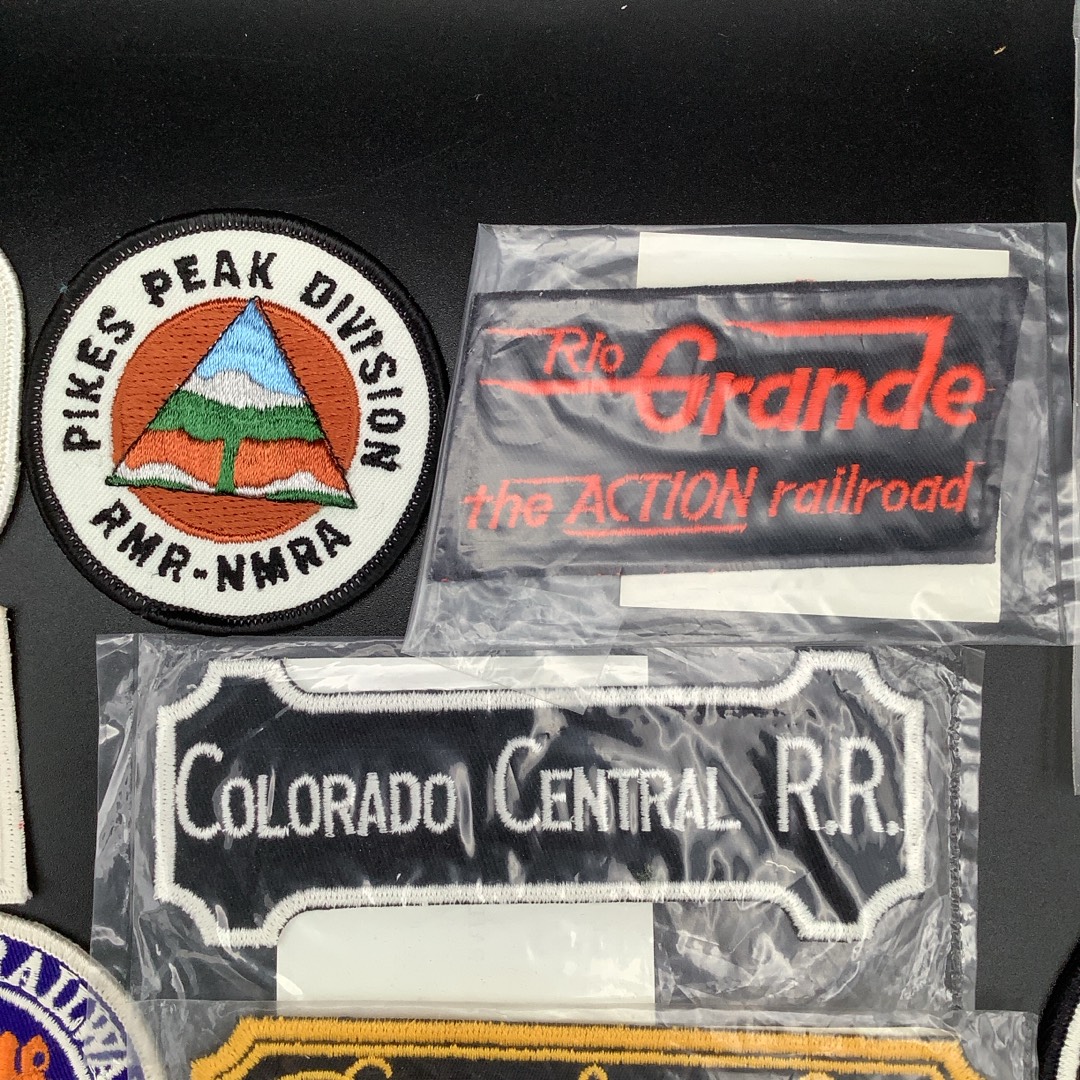 PIKES PEAK DIVISION
RMR-NMRA
Rio Grande
the ACTION railroad
COLORADO CENTRAL R.R.